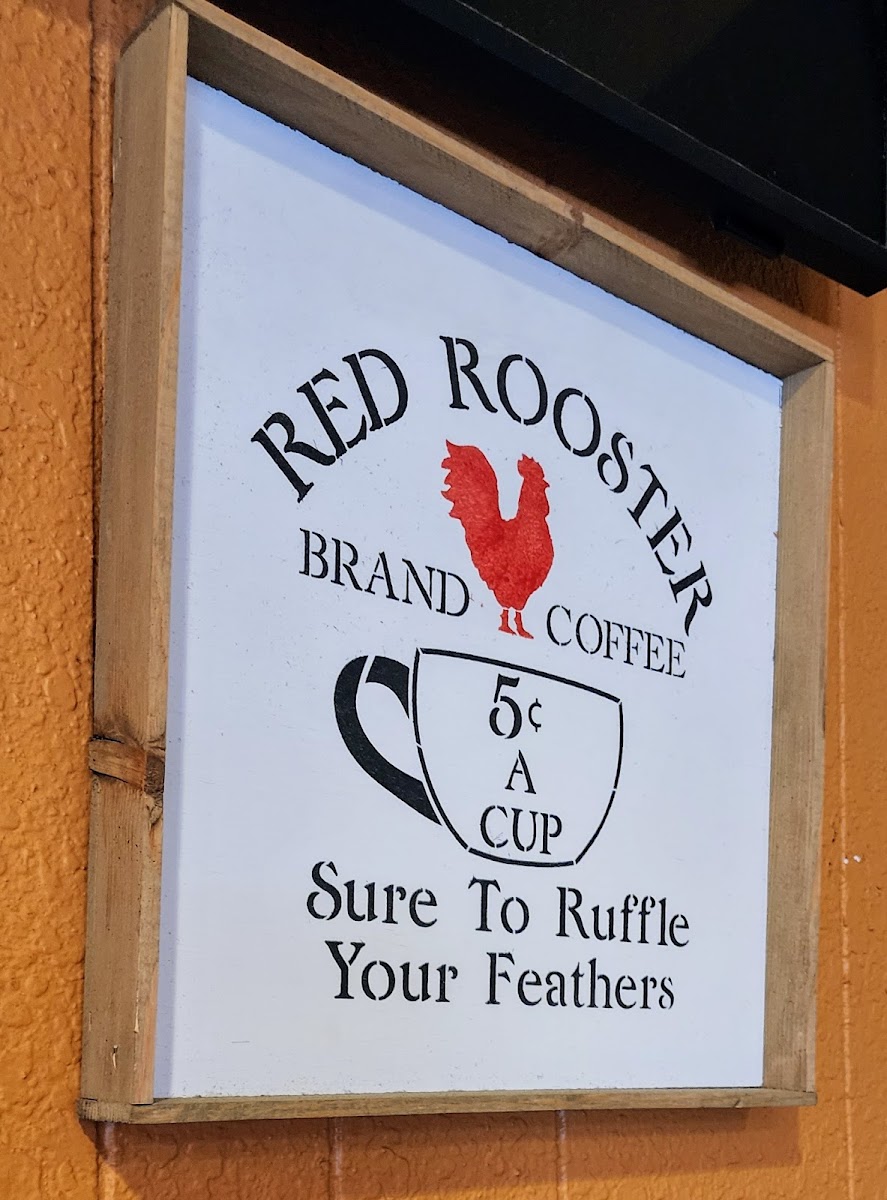 RED ROOSTER
BRAND COFFEE
5¢
A
CUP
Sure To Ruffle
Your Feathers